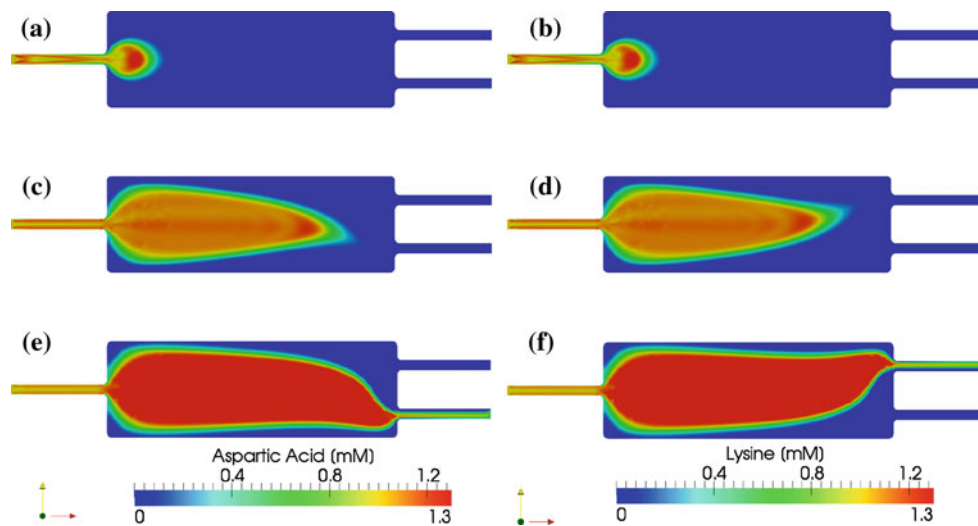 (a) (b)
(c) (d)
(e) (f)
Aspartic Acid (mM) Lysine (mM)
0.4 0.8 1.2 0.4 0.8 1.2
0 1.3 0 1.3